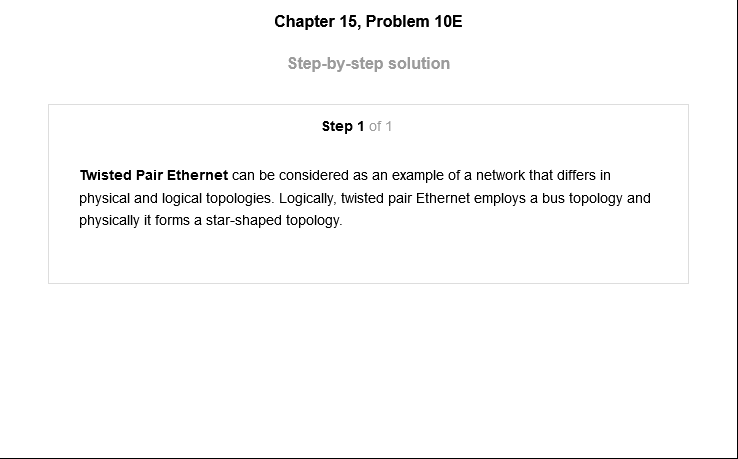 Chapter 15, Problem 10E
Step-by-step solution
Step 1 of 1
Twisted Pair Ethernet can be considered as an example of a network that differs in
physical and logical topologies. Logically, twisted pair Ethernet employs a bus topology and
physically it forms a star-shaped topology.